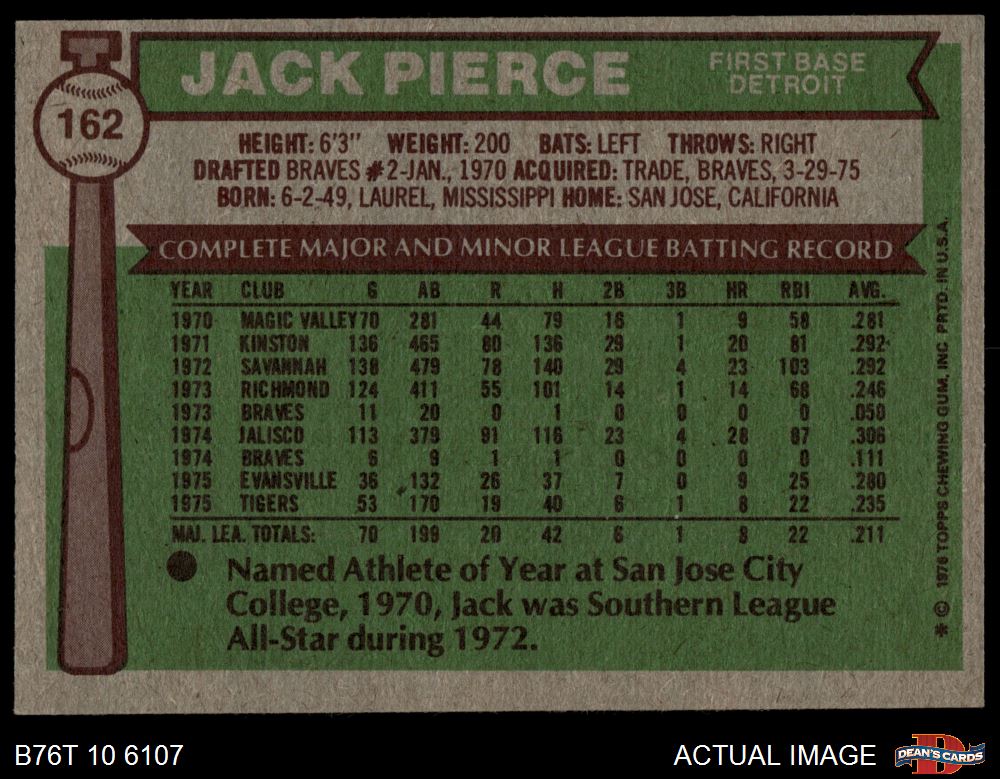 T
JACK PIERCE
FIRST BASE
DETROIT
162
HEIGHT: 6'3" WEIGHT: 200 BATS: LEFT THROWS: RIGHT
DRAFTED BRAVES #2-JAN., 1970 ACQUIRED: TRADE, BRAVES, 3-29-75
BORN: 6-2-49, LAUREL, MISSISSIPPI HOME: SAN JOSE, CALIFORNIA
COMPLETE MAJOR AND MINOR LEAGUE BATTING RECORD
YEAR CLUB G AB R H 2B 3B HR RBI AVG.
1970 MAGIC VALLEY 70 281 44 79 16 1 9 58 .281
1971 KINSTON 136 465 80 136 29 1 20 81 .292
1972 SAVANNAH 138 479 78 140 29 4 23 103 .292
1973 RICHMOND 124 411 55 101 14 1 14 68 .246
1973 BRAVES 11 20 0 1 0 0 0 0 .050
1974 JALISCO 113 379 91 116 23 4 28 87 .306
1974 BRAVES 6 9 1 1 0 0 0 0 .111
1975 EVANSVILLE 36 132 26 37 7 0 9 25 .280
1975 TIGERS 53 170 19 40 6 1 8 22 .235
MAJ. LEA. TOTALS: 70 199 20 42 6 1 8 22 .211
● Named Athlete of Year at San Jose City
College, 1970, Jack was Southern League
All-Star during 1972.
* © 1976 TOPPS CHEWING GUM, INC. PRTD. IN U.S.A.
B76T 10 6107
ACTUAL IMAGE
D
DEAN'S CARDS